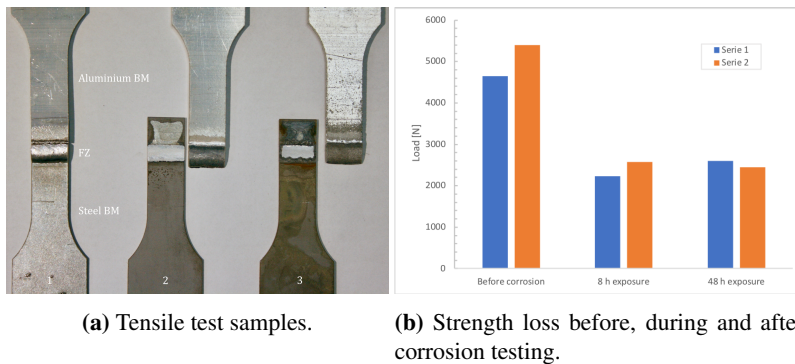 Aluminium BM
FZ
Steel BM
1
2
3
(a) Tensile test samples.
6000
5000
4000
3000
2000
1000
0
Load [N]
Serie 1
Serie 2
Before corrosion
8 h exposure
48 h exposure
(b) Strength loss before, during and after
corrosion testing.